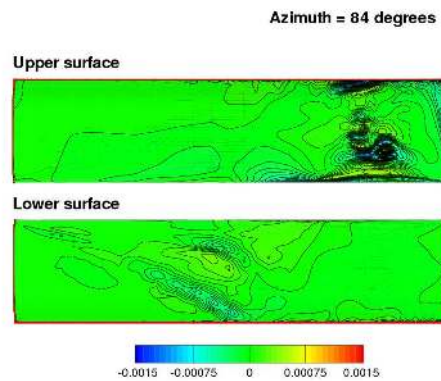 Azimuth = 84 degrees
Upper surface
Lower surface
-0.0015 -0.00075 0 0.00075 0.0015